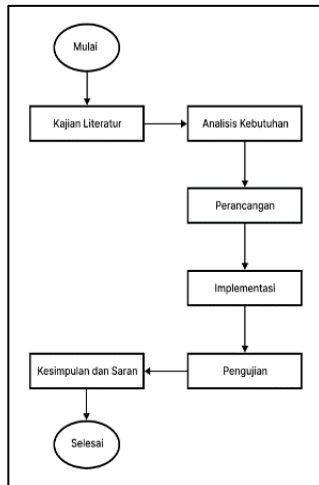 Mulai
Kajian Literatur
Analisis Kebutuhan
Perancangan
Implementasi
Pengujian
Kesimpulan dan Saran
Selesai